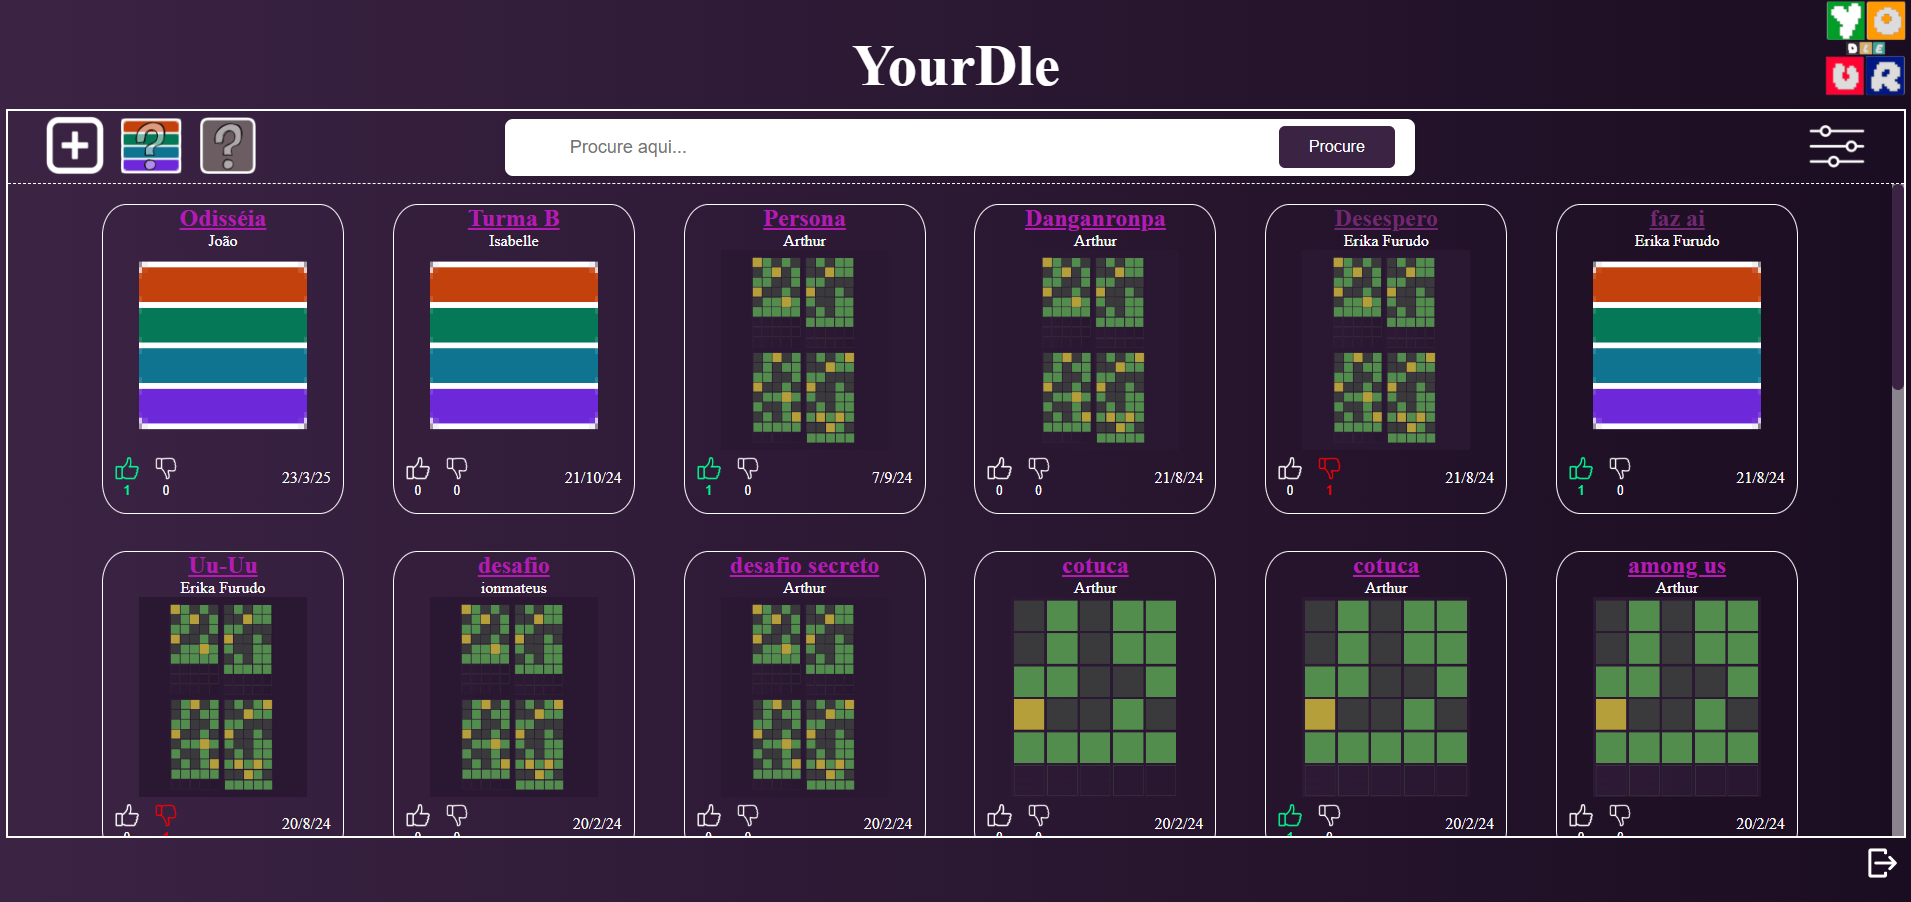 YourDle
YO
DLE
UR
Procure aqui...
Procure
Odisséia
João
1 0 23/3/25
Turma B
Isabelle
0 0 21/10/24
Persona
Arthur
1 0 7/9/24
Danganronpa
Arthur
0 0 21/8/24
Desespero
Erika Furudo
0 1 21/8/24
faz ai
Erika Furudo
1 0 21/8/24
Uu-Uu
Erika Furudo
20/8/24
desafio
ionmateus
20/2/24
desafio secreto
Arthur
20/2/24
cotuca
Arthur
20/2/24
cotuca
Arthur
20/2/24
among us
Arthur
20/2/24